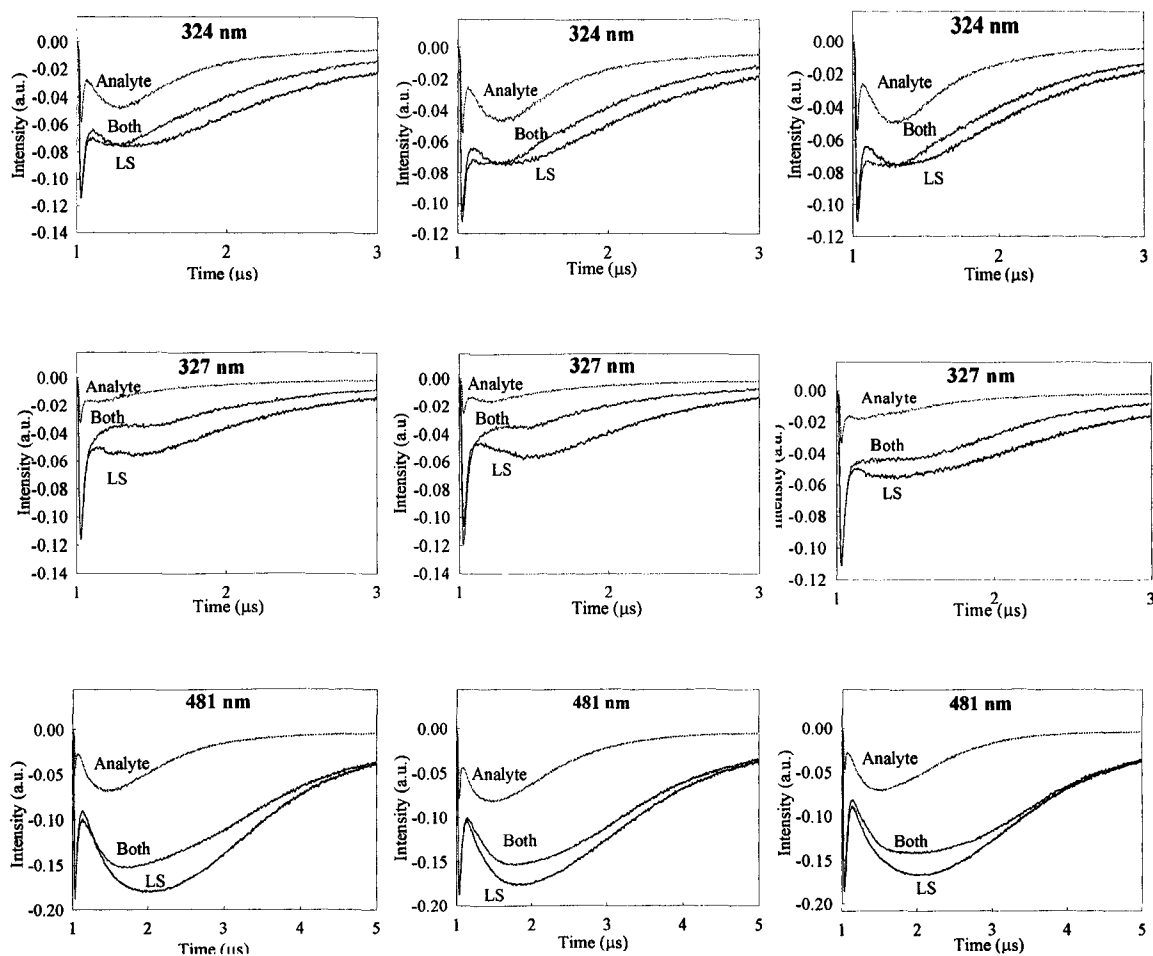 324 nm
0.00
-0.02
-0.04
-0.06
-0.08
-0.10
-0.12
-0.14
Intensity (a.u.)
Analyte
Both
LS
1
2
3
Time (μs)
324 nm
0.00
-0.02
-0.04
-0.06
-0.08
-0.10
-0.12
Intensity (a.u.)
Analyte
Both
LS
1
2
3
Time (μs)
324 nm
0.00
-0.02
-0.04
-0.06
-0.08
-0.10
-0.12
Intensity (a.u.)
Analyte
Both
LS
1
2
3
Time (μs)
327 nm
0.00
-0.02
-0.04
-0.06
-0.08
-0.10
-0.12
-0.14
Intensity (a.u.)
Analyte
Both
LS
1
2
3
Time (μs)
327 nm
0.00
-0.02
-0.04
-0.06
-0.08
-0.10
-0.12
-0.14
Intensity (a.u)
Analyte
Both
LS
1
2
3
Time (μs)
327 nm
0.00
-0.02
-0.04
-0.06
-0.08
-0.10
-0.12
Intensity (a.u.)
Analyte
Both
LS
1
2
3
Time (μs)
481 nm
0.00
-0.05
-0.10
-0.15
-0.20
Intensity (a.u.)
Analyte
Both
LS
1
2
3
4
5
Time (μs)
481 nm
0.00
-0.05
-0.10
-0.15
-0.20
Intensity (a.u.)
Analyte
Both
LS
1
2
3
4
5
Time (μs)
481 nm
0.00
-0.05
-0.10
-0.15
-0.20
Intensity (a.u.)
Analyte
Both
LS
1
2
3
4
5
Time (μs)